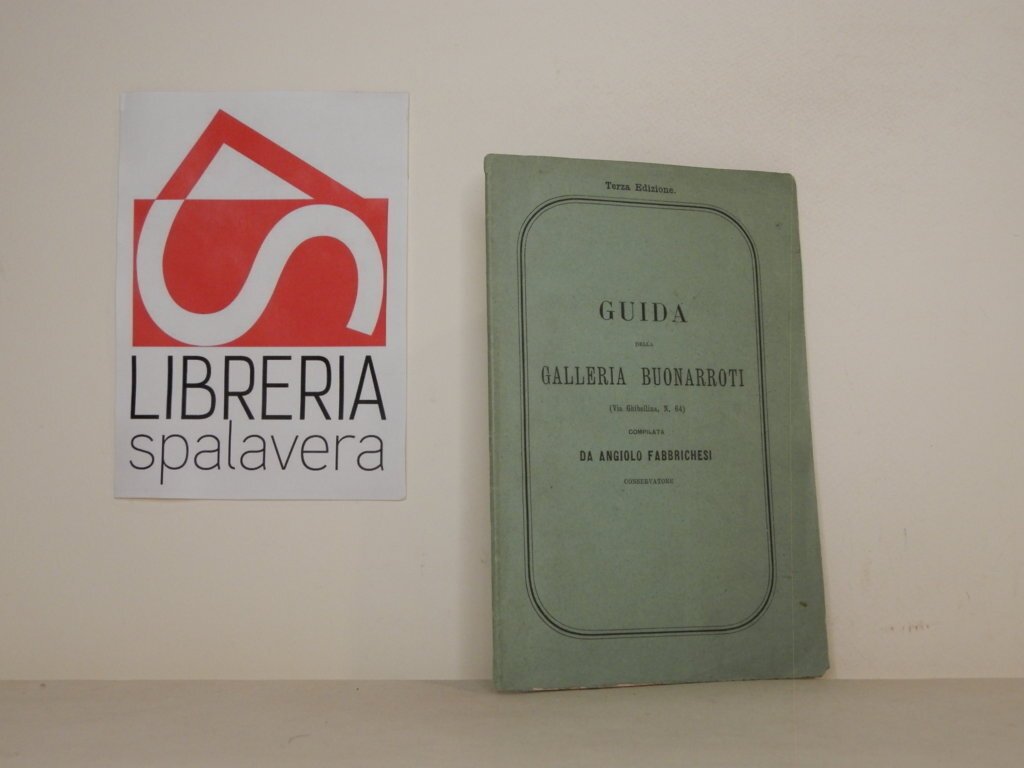 LIBRERIA
spalavera
Terza Edizione.
GUIDA
DELLA
GALLERIA BUONARROTI
(Via Ghibellina, N. 64)
COMPILATA
DA ANGIOLO FABBRICHESI
CONSERVATORE